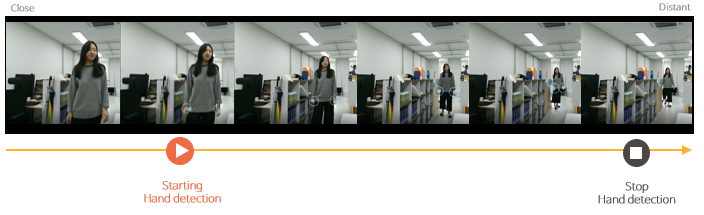 Close
Distant
Starting
Hand detection
Stop
Hand detection